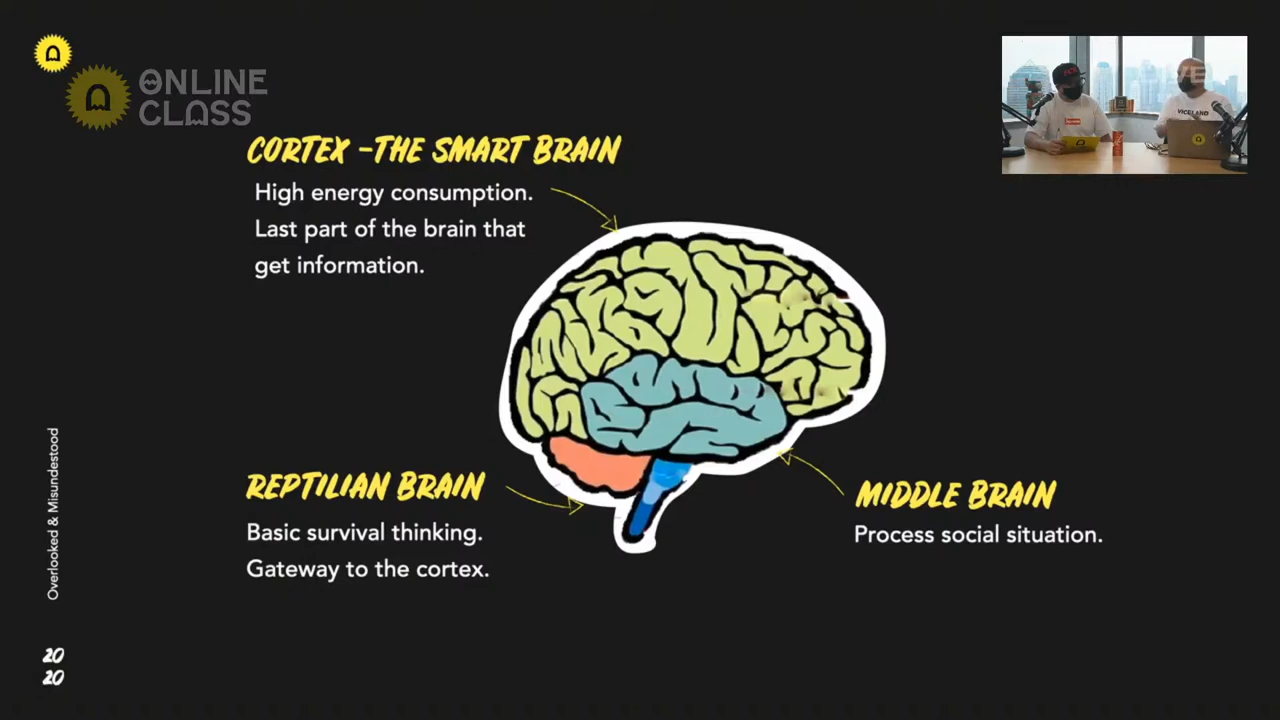 ONLINE
CLASS
CORTEX -THE SMART BRAIN
High energy consumption.
Last part of the brain that
get information.
REPTILIAN BRAIN
Basic survival thinking.
Gateway to the cortex.
MIDDLE BRAIN
Process social situation.
Overlooked & Misundestood
20
20
VICELAND